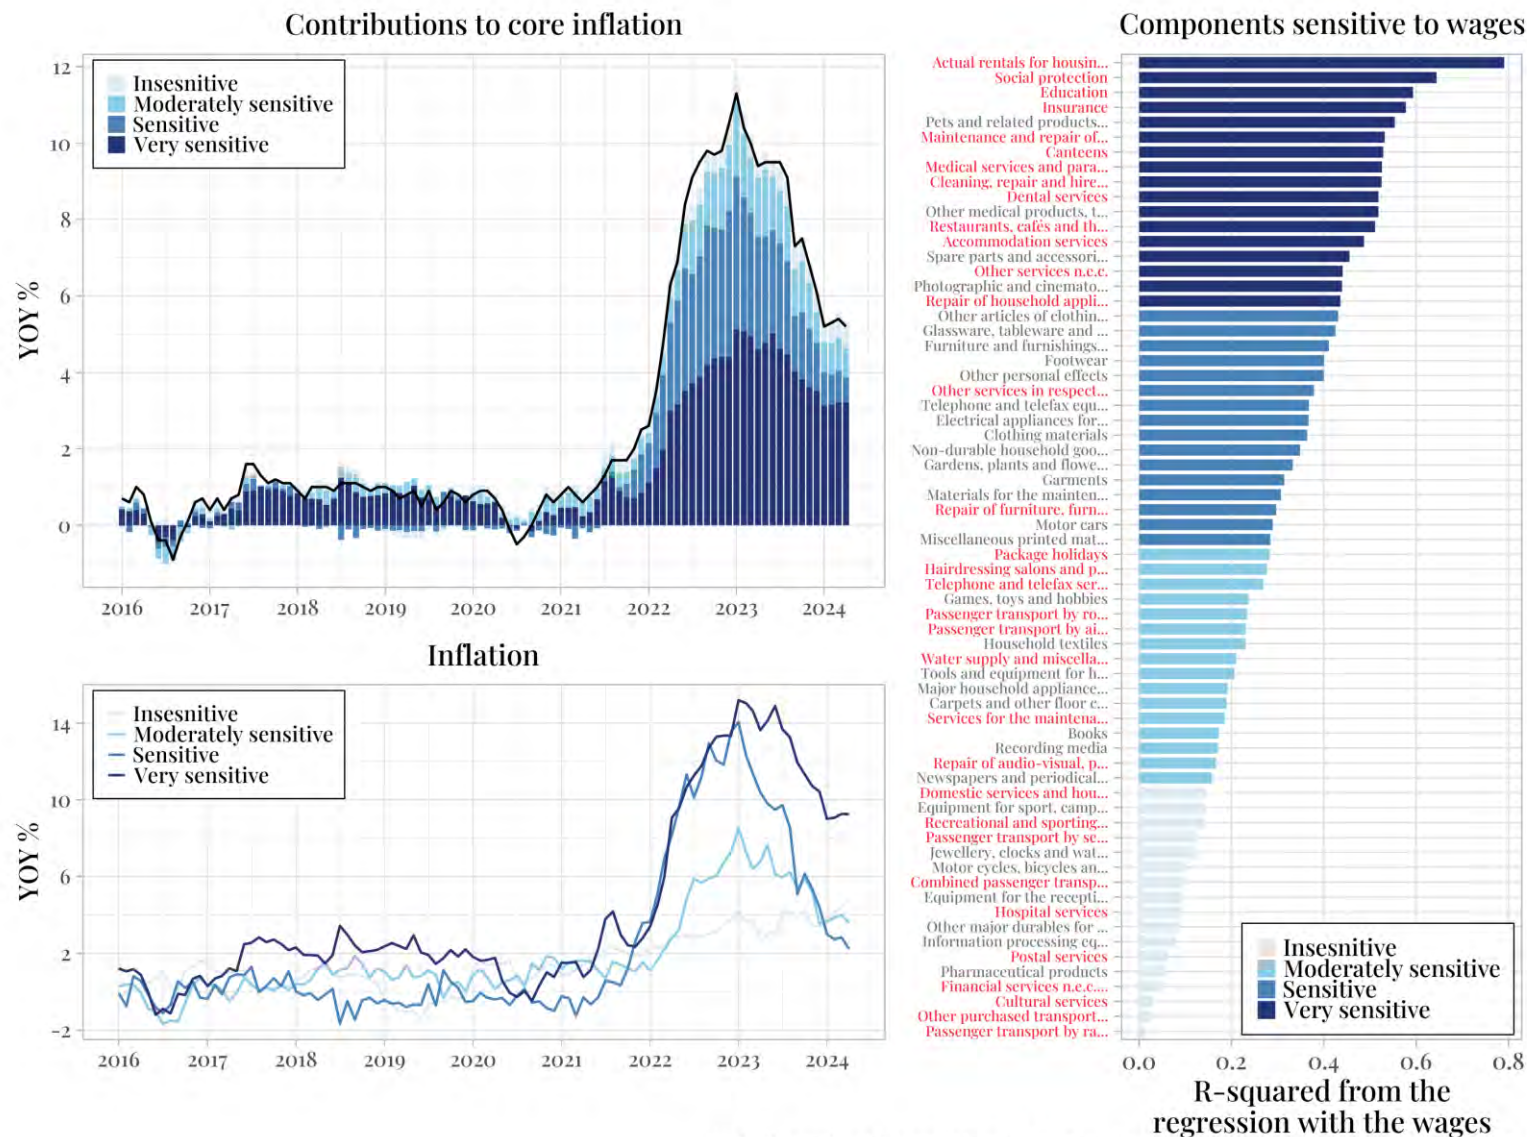 Contributions to core inflation
YOY %
12
10
8
6
4
2
0
Insesnitive
Moderately sensitive
Sensitive
Very sensitive
2016 2017 2018 2019 2020 2021 2022 2023 2024
Inflation
YOY %
14
10
6
2
-2
Insesnitive
Moderately sensitive
Sensitive
Very sensitive
2016 2017 2018 2019 2020 2021 2022 2023 2024
Components sensitive to wages
Actual rentals for housin...
Social protection
Education
Insurance
Pets and related products...
Maintenance and repair of...
Canteens
Medical services and para...
Cleaning, repair and hire...
Dental services
Other medical products, t...
Restaurants, cafés and th...
Accommodation services
Spare parts and accessori...
Other services n.e.c.
Photographic and cinemato...
Repair of household appli...
Other articles of clothin...
Glassware, tableware and ...
Furniture and furnishings...
Footwear
Other personal effects
Other services in respect...
Telephone and telefax equ...
Electrical appliances for...
Clothing materials
Non-durable household goo...
Gardens, plants and flowe...
Garments
Materials for the mainten...
Repair of furniture, furn...
Motor cars
Miscellaneous printed mat...
Package holidays
Hairdressing salons and p...
Telephone and telefax ser...
Games, toys and hobbies
Passenger transport by ro...
Passenger transport by ai...
Household textiles
Water supply and miscella...
Tools and equipment for h...
Major household appliance...
Carpets and other floor c...
Services for the maintena...
Books
Recording media
Repair of audio-visual, p...
Newspapers and periodical...
Domestic services and hou...
Equipment for sport, camp...
Recreational and sporting...
Passenger transport by se...
Jewellery, clocks and wat...
Motor cycles, bicycles an...
Combined passenger transp...
Equipment for the recepti...
Hospital services
Other major durables for ...
Information processing eq...
Postal services
Pharmaceutical products
Financial services n.e.c....
Cultural services
Other purchased transport...
Passenger transport by ra...
Insesnitive
Moderately sensitive
Sensitive
Very sensitive
0.0 0.2 0.4 0.6 0.8
R-squared from the
regression with the wages